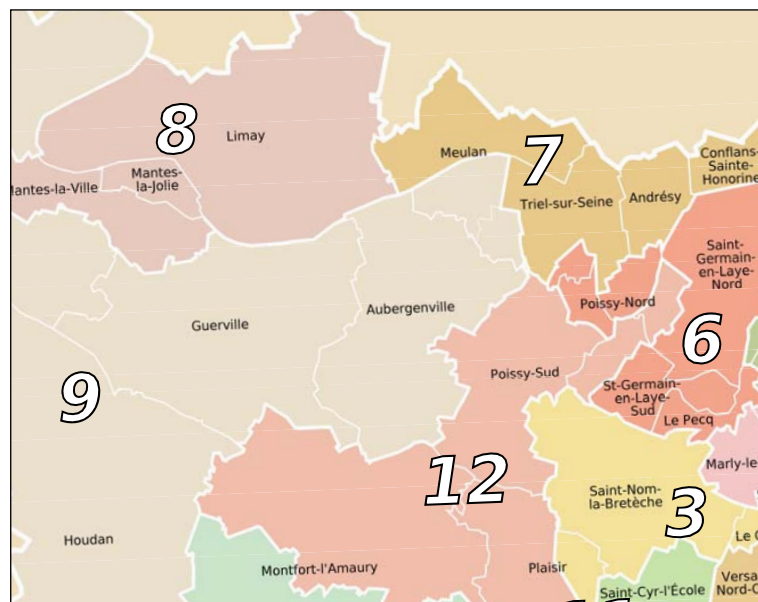 8
Limay
Mantes-
la-Jolie
antes-la-Ville
Meulan
7
Conflans-
Sainte-
Honorine
Triel-sur-Seine
Andrésy
Saint-
Germain-
en-Laye-
Nord
Poissy-Nord
Aubergenville
Guerville
6
Poissy-Sud
St-Germain-
en-Laye-
Sud
Le Pecq
9
Marly-le
12
Saint-Nom-
la-Bretèche
3
Houdan
Le C
Montfort-l'Amaury
Plaisir
Saint-Cyr-l'École
Versa
Nord-O